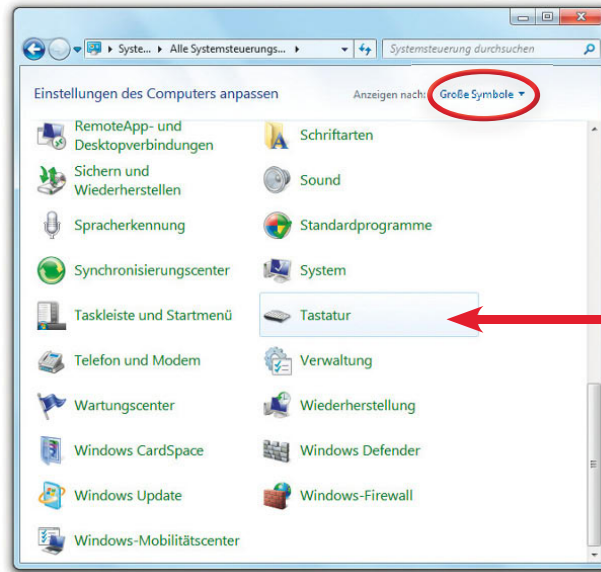 Syste... Alle Systemsteuerungs...
Systemsteuerung durchsuchen
Einstellungen des Computers anpassen
Anzeigen nach: Große Symbole
RemoteApp- und
Desktopverbindungen
Schriftarten
Sichern und
Wiederherstellen
Sound
Spracherkennung
Standardprogramme
Synchronisierungscenter
System
Taskleiste und Startmenü
Tastatur
Telefon und Modem
Verwaltung
Wartungscenter
Wiederherstellung
Windows CardSpace
Windows Defender
Windows Update
Windows-Firewall
Windows-Mobilitätscenter